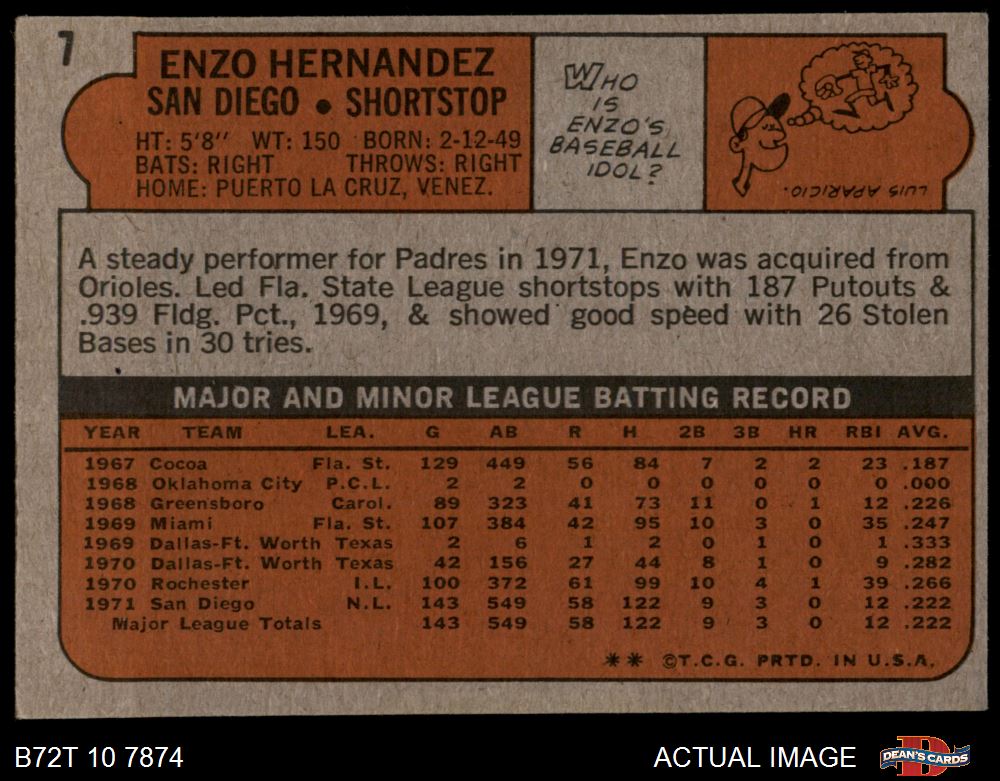 7
ENZO HERNANDEZ
SAN DIEGO • SHORTSTOP
HT: 5'8" WT: 150 BORN: 2-12-49
BATS: RIGHT THROWS: RIGHT
HOME: PUERTO LA CRUZ, VENEZ.
WHO
IS
ENZO'S
BASEBALL
IDOL?
LUIS APARICIO.
A steady performer for Padres in 1971, Enzo was acquired from
Orioles. Led Fla. State League shortstops with 187 Putouts &
.939 Fldg. Pct., 1969, & showed good speed with 26 Stolen
Bases in 30 tries.
MAJOR AND MINOR LEAGUE BATTING RECORD
YEAR TEAM LEA. G AB R H 2B 3B HR RBI AVG.
1967 Cocoa Fla. St. 129 449 56 84 7 2 2 23 .187
1968 Oklahoma City P.C.L. 2 2 0 0 0 0 0 0 .000
1968 Greensboro Carol. 89 323 41 73 11 0 1 12 .226
1969 Miami Fla. St. 107 384 42 95 10 3 0 35 .247
1969 Dallas-Ft. Worth Texas 2 6 1 2 0 1 0 1 .333
1970 Dallas-Ft. Worth Texas 42 156 27 44 8 1 0 9 .282
1970 Rochester I.L. 100 372 61 99 10 4 1 39 .266
1971 San Diego N.L. 143 549 58 122 9 3 0 12 .222
Major League Totals 143 549 58 122 9 3 0 12 .222
** ©T.C.G. PRTD. IN U.S.A.
B72T 10 7874
ACTUAL IMAGE
DEAN'S CARDS